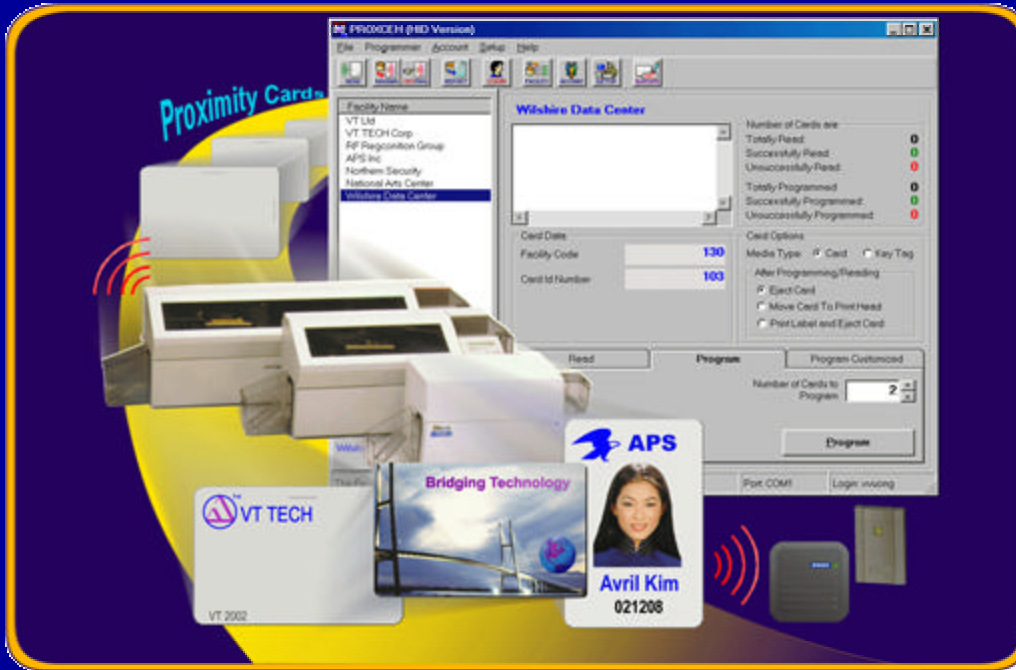 PROXCEH (HID Version)
File Programmer Account Setup Help
Proximity Cards
Facility Name
VT Ltd
VT TECH Corp
RF Regconition Group
APS Inc
Northern Security
National Arts Center
Wilshire Data Center
Wilshire Data Center
Number of Cards are
Totally Read: 0
Successfully Read: 0
Unsuccessfully Read: 0
Totally Programmed: 0
Successfully Programmed: 0
Unsuccessfully Programmed: 0
Card Data
Facility Code 130
Card Id Number 103
Card Options
Media Type: Card Key Tag
After Programming/Reading
Eject Card
Move Card To Print Head
Print Label and Eject Card
Read Program Program Customized
Number of Cards to
Program 2
Program
Port: COM1 Login: vvuong
APS
Bridging Technology
VT TECH
VT 2002
Avril Kim
021208